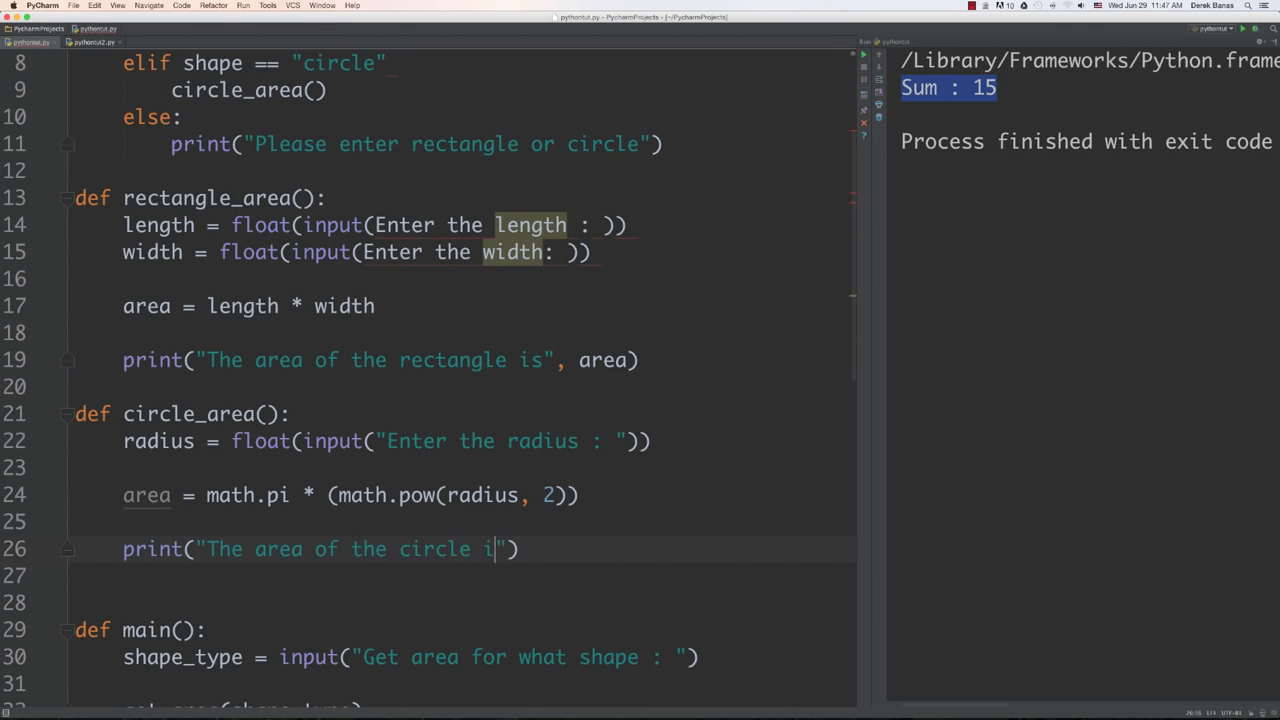 PyCharm File Edit View Navigate Code Refactor Run Tools VCS Window Help
10 Wed Jun 29 11:47 AM Derek Banas
pythontut.py - PyCharmProjects - [~/PycharmProjects]
PycharmProjects pythontut.py
pythontut
pythontut.py pythontut2.py
Run: pythontut
8 elif shape == "circle"
9 circle_area()
10 else:
11 print("Please enter rectangle or circle")
12
13 def rectangle_area():
14 length = float(input(Enter the length : ))
15 width = float(input(Enter the width: ))
16
17 area = length * width
18
19 print("The area of the rectangle is", area)
20
21 def circle_area():
22 radius = float(input("Enter the radius : "))
23
24 area = math.pi * (math.pow(radius, 2))
25
26 print("The area of the circle i")
27
28
29 def main():
30 shape_type = input("Get area for what shape : ")
31
/Library/Frameworks/Python.frame
Sum : 15
Process finished with exit code
UTF-8